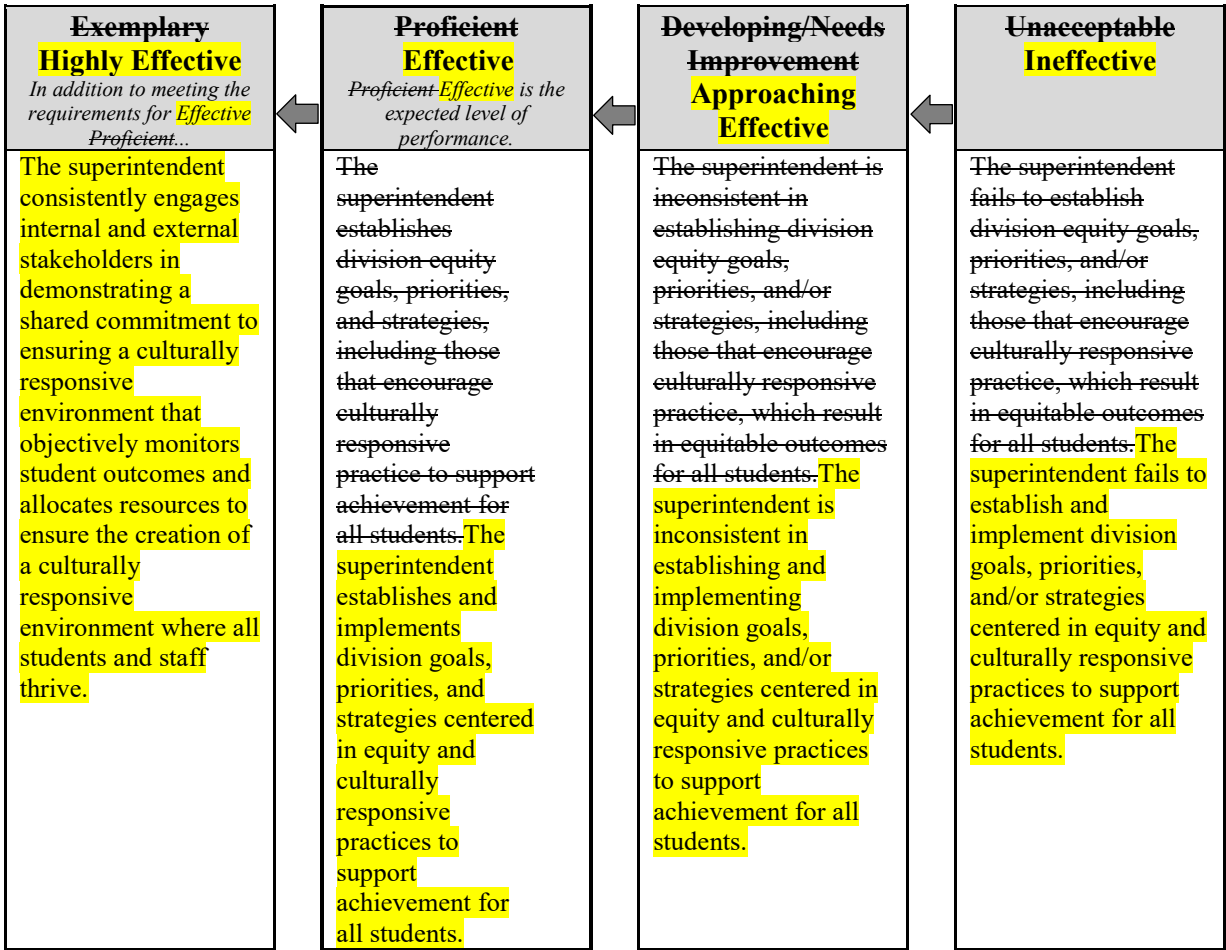 Exemplary
Highly Effective
In addition to meeting the
requirements for Effective
Proficient...
The superintendent
consistently engages
internal and external
stakeholders in
demonstrating a
shared commitment to
ensuring a culturally
responsive
environment that
objectively monitors
student outcomes and
allocates resources to
ensure the creation of
a culturally
responsive
environment where all
students and staff
thrive.
Proficient
Effective
Proficient Effective is the
expected level of
performance.
The
superintendent
establishes
division equity
goals, priorities,
and strategies,
including those
that encourage
culturally
responsive
practice to support
achievement for
all students.The
superintendent
establishes and
implements
division goals,
priorities, and
strategies centered
in equity and
culturally
responsive
practices to
support
achievement for
all students.
Developing/Needs
Improvement
Approaching
Effective
The superintendent is
inconsistent in
establishing division
equity goals,
priorities, and/or
strategies, including
those that encourage
culturally responsive
practice, which result
in equitable outcomes
for all students.The
superintendent is
inconsistent in
establishing and
implementing
division goals,
priorities, and/or
strategies centered in
equity and culturally
responsive practices
to support
achievement for all
students.
Unacceptable
Ineffective
The superintendent
fails to establish
division equity goals,
priorities, and/or
strategies, including
those that encourage
culturally responsive
practice, which result
in equitable outcomes
for all students.The
superintendent fails to
establish and
implement division
goals, priorities,
and/or strategies
centered in equity and
culturally responsive
practices to support
achievement for all
students.